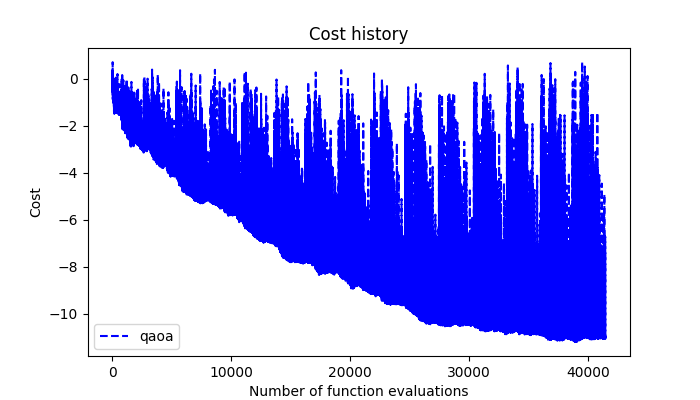 Cost history
0
−2
−4
−6
−8
−10
Cost
qaoa
0 10000 20000 30000 40000
Number of function evaluations